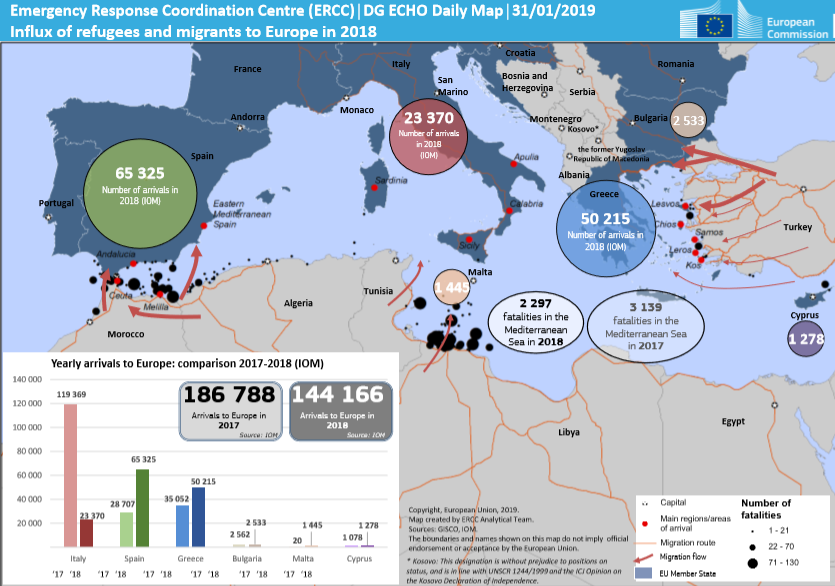 Emergency Response Coordination Centre (ERCC) | DG ECHO Daily Map | 31/01/2019
Influx of refugees and migrants to Europe in 2018
European
Commission
Croatia
Romania
France
Italy
Bosnia and
Herzegovina
San
Marino
Serbia
Monaco
Andorra
Montenegro
Kosovo*
Bulgaria
2 533
23 370
Number of arrivals
in 2018
(IOM)
the former Yugoslav
Republic of Macedonia
Spain
Apulia
Albania
65 325
Number of arrivals in
2018 (IOM)
Sardinia
Greece
Portugal
Eastern
Mediterranean
Spain
Calabria
Lesvos
50 215
Number of arrivals in
2018 (IOM)
Chios
Turkey
Samos
Sicily
Leros
Andalucia
Kos
Malta
1 445
Ceuta
Melilla
Algeria
Tunisia
2 297
fatalities in the
Mediterranean
Sea in 2018
3 139
fatalities in the
Mediterranean Sea
in 2017
Cyprus
1 278
Morocco
Libya
Egypt
Yearly arrivals to Europe: comparison 2017-2018 (IOM)
140 000
120 000
100 000
80 000
60 000
40 000
20 000
119 369
23 370
28 707
65 325
35 052
50 215
2 562
2 533
20
1 445
1 078
1 278
Italy
Spain
Greece
Bulgaria
Malta
Cyprus
'17 '18 '17 '18 '17 '18 '17 '18 '17 '18
186 788
Arrivals to Europe in
2017
Source: IOM
144 166
Arrivals to Europe in
2018
Source: IOM
Copyright, European Union, 2019.
Map created by ERCC Analytical Team.
Sources: GISCO, IOM.
The boundaries and names shown on this map do not imply official
endorsement or acceptance by the European Union.
* Kosovo: This designation is without prejudice to positions on
status, and is in line with UNSCR 1244/1999 and the ICJ Opinion on
the Kosovo Declaration of Independence.
Capital
Main regions/areas
of arrival
Migration route
Migration flow
EU Member State
Number of
fatalities
1 - 21
22 - 70
71 - 130